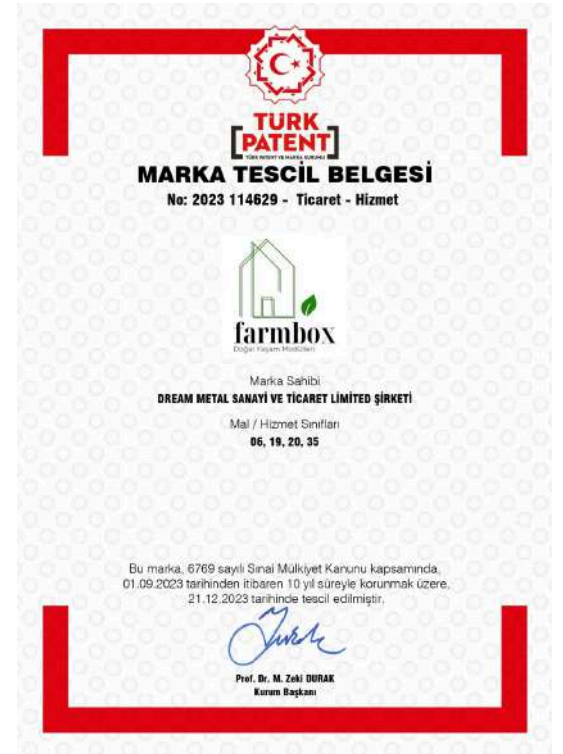 TÜRK
PATENT
TÜRK PATENT VE MARKA KURUMU
MARKA TESCİL BELGESİ
No: 2023 114629 - Ticaret - Hizmet
farmbox
Doğal Yaşam Modülleri
Marka Sahibi
DREAM METAL SANAYİ VE TİCARET LİMİTED ŞİRKETİ
Mal / Hizmet Sınıfları
06, 19, 20, 35
Bu marka, 6769 sayılı Sınai Mülkiyet Kanunu kapsamında,
01.09.2023 tarihinden itibaren 10 yıl süreyle korunmak üzere,
21.12.2023 tarihinde tescil edilmiştir.
Prof. Dr. M. Zeki DURAK
Kurum Başkanı